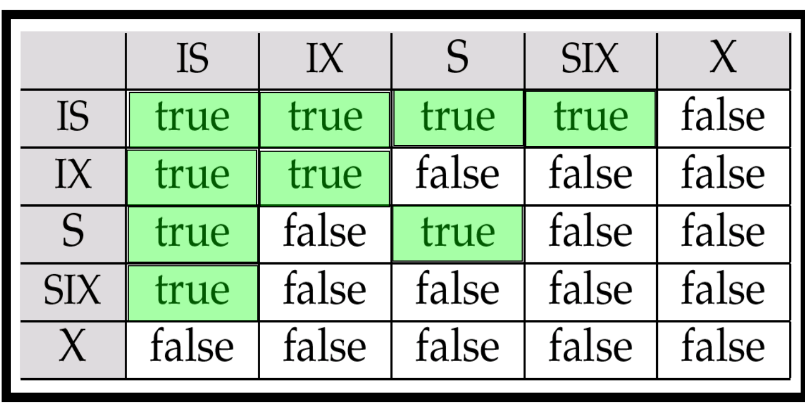 IS IX S SIX X
IS true true true true false
IX true true false false false
S true false true false false
SIX true false false false false
X false false false false false